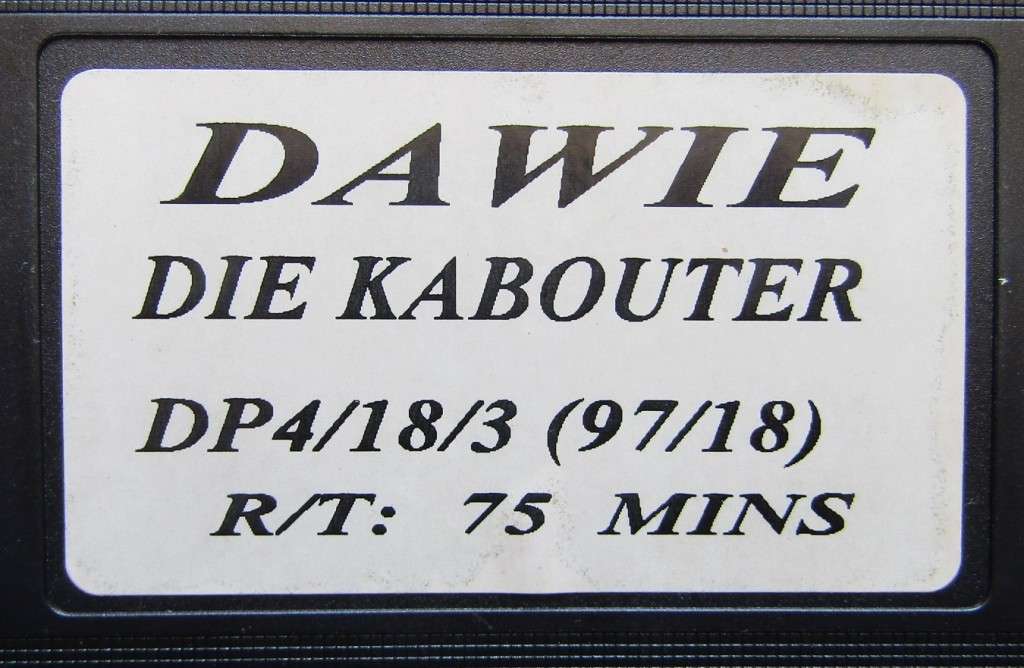 DAWIE
DIE KABOUTER
DP4/18/3 (97/18)
R/T: 75 MINS